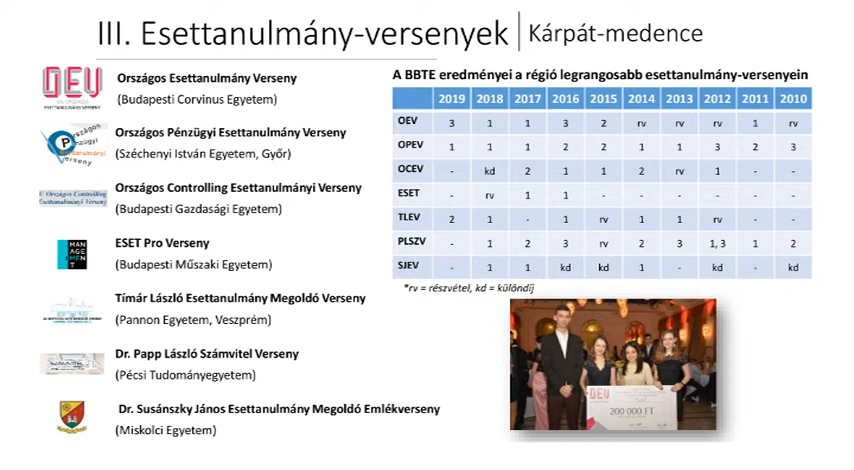 III. Esettanulmány-versenyek Kárpát-medence
OEV
Országos Esettanulmány Verseny
(Budapesti Corvinus Egyetem)
Országos Pénzügyi Esettanulmány Verseny
(Széchenyi István Egyetem, Győr)
Országos Controlling Esettanulmányi Verseny
(Budapesti Gazdasági Egyetem)
MANAGEMENT
ESET Pro Verseny
(Budapesti Műszaki Egyetem)
Tímár László Esettanulmány Megoldó Verseny
(Pannon Egyetem, Veszprém)
Dr. Papp László Számvitel Verseny
(Pécsi Tudományegyetem)
Dr. Susánszky János Esettanulmány Megoldó Emlékverseny
(Miskolci Egyetem)
A BBTE eredményei a régió legrangosabb esettanulmány-versenyein
2019 2018 2017 2016 2015 2014 2013 2012 2011 2010
OEV 3 1 1 3 2 rv rv rv 1 rv
OPEV 1 1 1 2 2 1 1 3 2 3
OCEV - kd 2 1 1 2 rv 1 - -
ESET - rv 1 1 - - - - - -
TLEV 2 1 - 1 rv 1 1 rv - -
PLSZV - 1 2 3 rv 2 3 1, 3 1 2
SJEV - 1 1 kd kd 1 - kd - kd
*rv = részvétel, kd = különdíj
OEV
200 000 FT